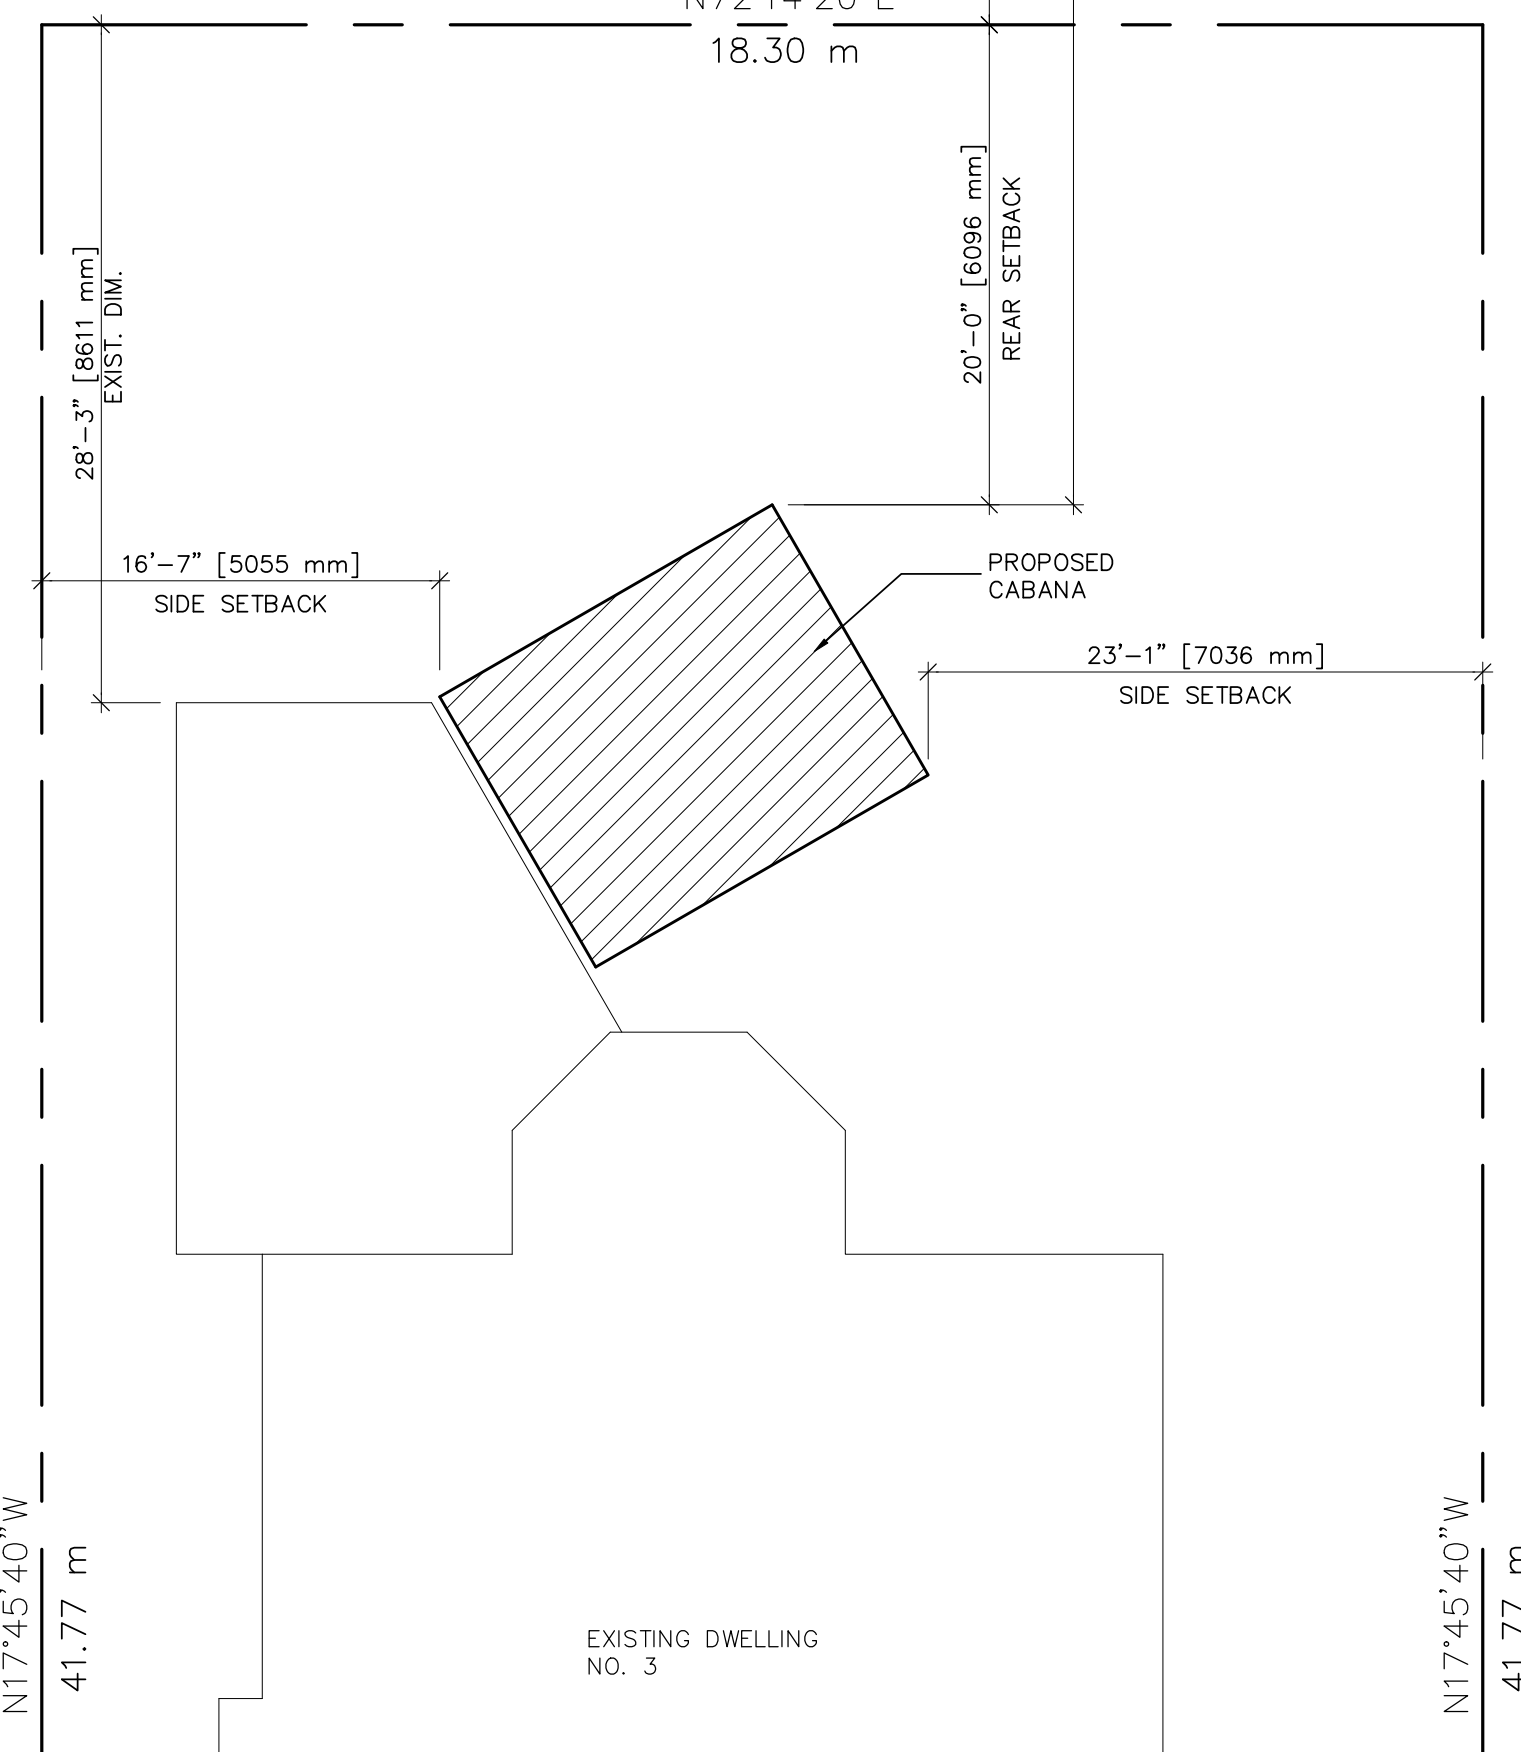 18.30 m
28'-3" [8611 mm]
EXIST. DIM.
20'-0" [6096 mm]
REAR SETBACK
16'-7" [5055 mm]
SIDE SETBACK
PROPOSED
CABANA
23'-1" [7036 mm]
SIDE SETBACK
N17°45'40"W
41.77 m
EXISTING DWELLING
NO. 3
N17°45'40"W
41.77 m